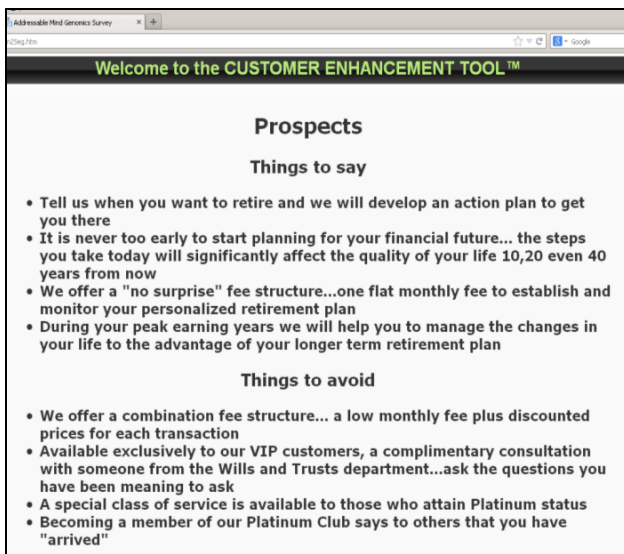 Addressable Mind Genomics Survey × +
n25eg.htm Google
Welcome to the CUSTOMER ENHANCEMENT TOOL™
Prospects
Things to say
• Tell us when you want to retire and we will develop an action plan to get
you there
• It is never too early to start planning for your financial future... the steps
you take today will significantly affect the quality of your life 10,20 even 40
years from now
• We offer a "no surprise" fee structure...one flat monthly fee to establish and
monitor your personalized retirement plan
• During your peak earning years we will help you to manage the changes in
your life to the advantage of your longer term retirement plan
Things to avoid
• We offer a combination fee structure... a low monthly fee plus discounted
prices for each transaction
• Available exclusively to our VIP customers, a complimentary consultation
with someone from the Wills and Trusts department...ask the questions you
have been meaning to ask
• A special class of service is available to those who attain Platinum status
• Becoming a member of our Platinum Club says to others that you have
"arrived"